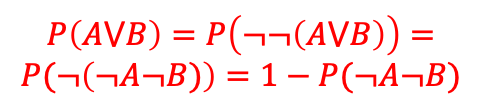 P(A∨B) = P(¬¬(A∨B)) =
P(¬(¬A¬B)) = 1 − P(¬A¬B)